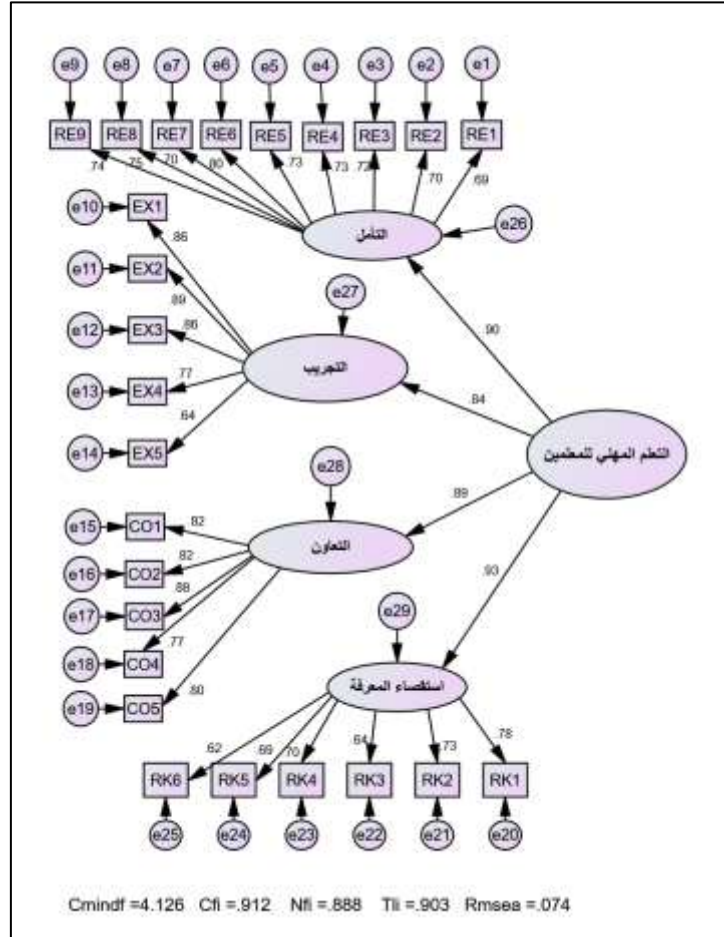 e9 e8 e7 e6 e5 e4 e3 e2 e1
RE9 RE8 RE7 RE6 RE5 RE4 RE3 RE2 RE1
.74 .75 .70 .80 .73 .73 .73 .70 .69
التأمل
e26
e10 EX1
.86
e11 EX2
.89
e12 EX3
.86
e13 EX4
.77
e14 EX5
.64
e27
التجريب
.90
.84
التعلم المهني للمعلمين
.89
.93
e28
التعاون
e15 CO1
.82
e16 CO2
.82
e17 CO3
.88
e18 CO4
.77
e19 CO5
.80
e29
استقصاء المعرفة
.62 .69 .70 .64 .73 .78
RK6 RK5 RK4 RK3 RK2 RK1
e25 e24 e23 e22 e21 e20
Cmindf =4.126 Cfi =.912 Nfi =.888 Tli =.903 Rmsea =.074